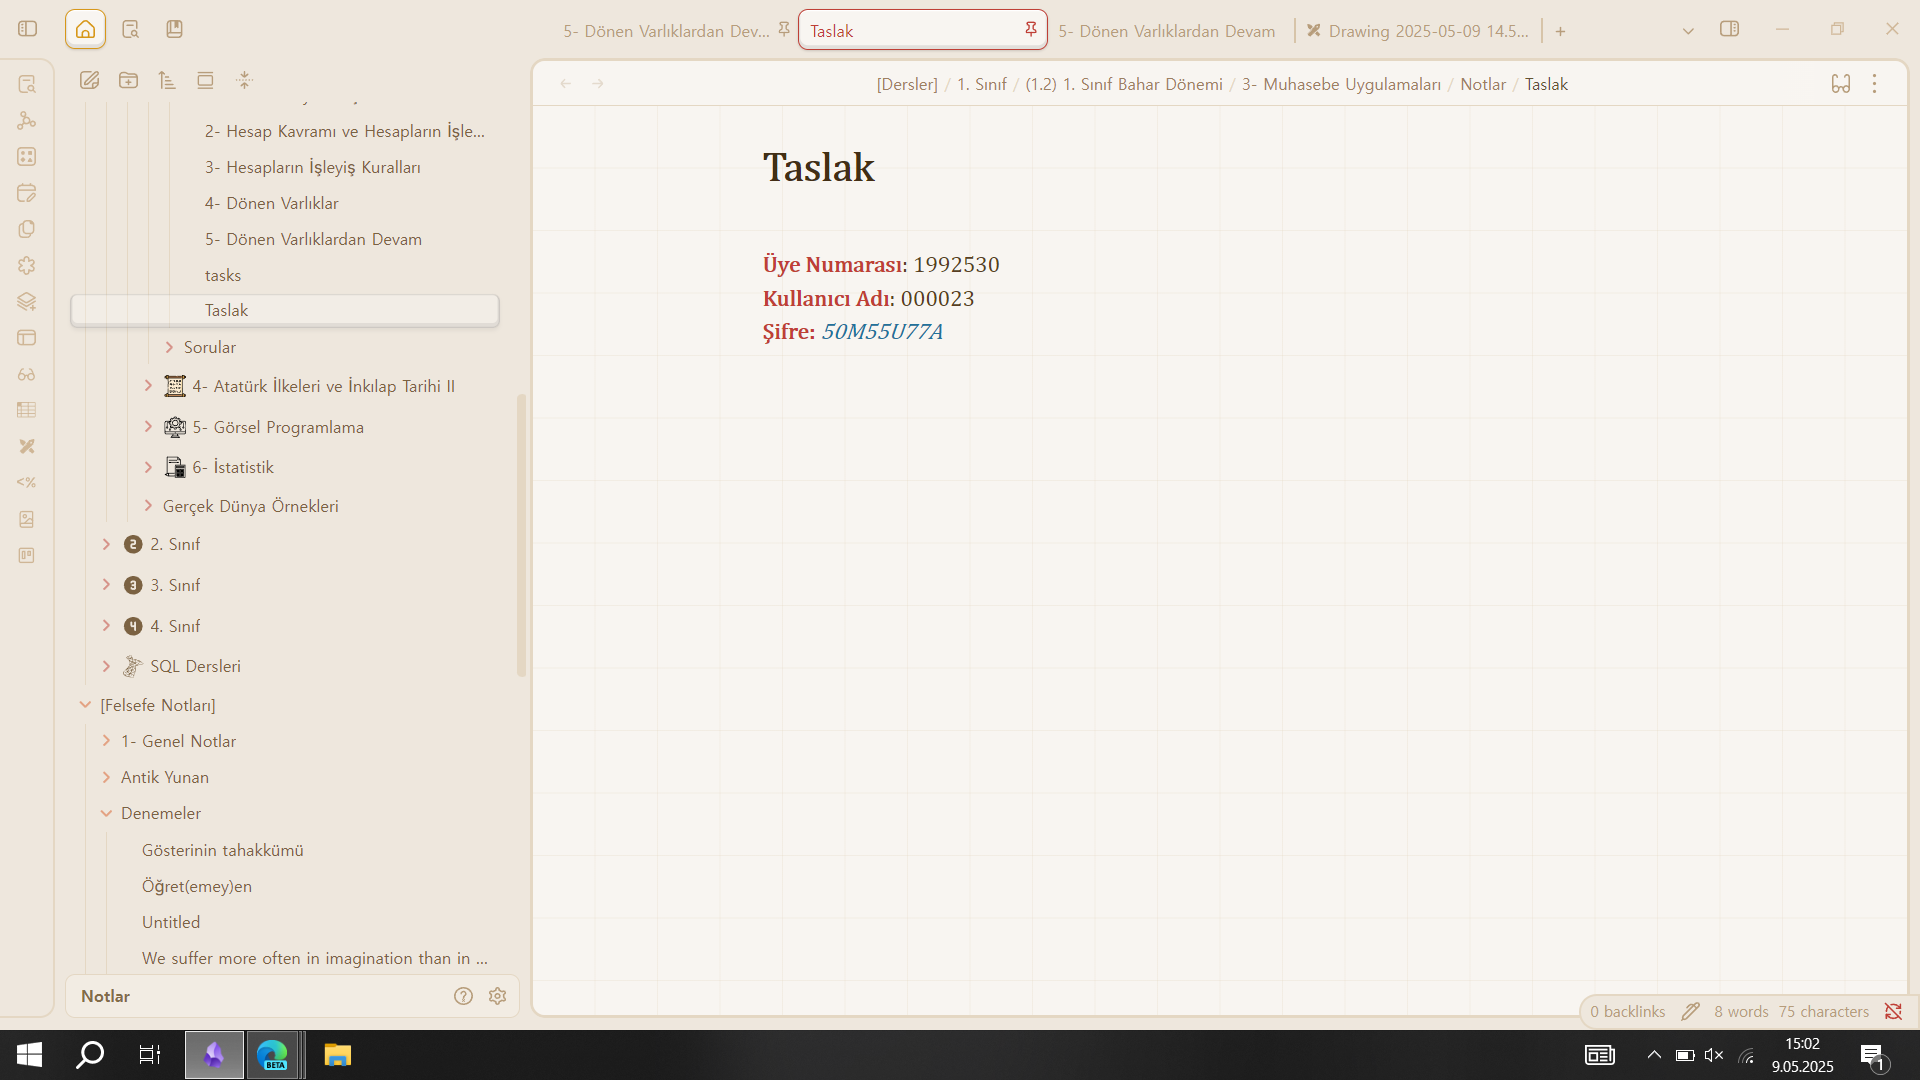 5- Dönen Varlıklardan Dev...
Taslak
5- Dönen Varlıklardan Devam
Drawing 2025-05-09 14.5...
[Dersler] / 1. Sınıf / (1.2) 1. Sınıf Bahar Dönemi / 3- Muhasebe Uygulamaları / Notlar / Taslak
2- Hesap Kavramı ve Hesapların İşle...
3- Hesapların İşleyiş Kuralları
4- Dönen Varlıklar
5- Dönen Varlıklardan Devam
tasks
Taslak
Sorular
4- Atatürk İlkeleri ve İnkılap Tarihi II
5- Görsel Programlama
6- İstatistik
Gerçek Dünya Örnekleri
2 2. Sınıf
3 3. Sınıf
4 4. Sınıf
SQL Dersleri
[Felsefe Notları]
1- Genel Notlar
Antik Yunan
Denemeler
Gösterinin tahakkümü
Öğret(emey)en
Untitled
We suffer more often in imagination than in ...
Notlar
Taslak
Üye Numarası: 1992530
Kullanıcı Adı: 000023
Şifre: 50M55U77A
0 backlinks
8 words
75 characters
BETA
15:02
9.05.2025
1